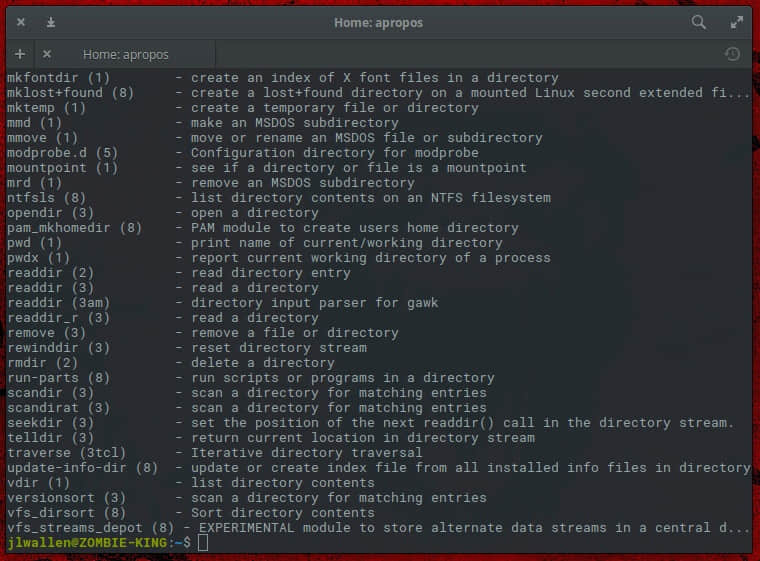 Home: apropos
Home: apropos
mkfontdir (1) - create an index of X font files in a directory
mklost+found (8) - create a lost+found directory on a mounted Linux second extended fi...
mktemp (1) - create a temporary file or directory
mmd (1) - make an MSDOS subdirectory
mmove (1) - move or rename an MSDOS file or subdirectory
modprobe.d (5) - Configuration directory for modprobe
mountpoint (1) - see if a directory or file is a mountpoint
mrd (1) - remove an MSDOS subdirectory
ntfsls (8) - list directory contents on an NTFS filesystem
opendir (3) - open a directory
pam_mkhomedir (8) - PAM module to create users home directory
pwd (1) - print name of current/working directory
pwdx (1) - report current working directory of a process
readdir (2) - read directory entry
readdir (3) - read a directory
readdir (3am) - directory input parser for gawk
readdir_r (3) - read a directory
remove (3) - remove a file or directory
rewinddir (3) - reset directory stream
rmdir (2) - delete a directory
run-parts (8) - run scripts or programs in a directory
scandir (3) - scan a directory for matching entries
scandirat (3) - scan a directory for matching entries
seekdir (3) - set the position of the next readdir() call in the directory stream.
telldir (3) - return current location in directory stream
traverse (3tcl) - Iterative directory traversal
update-info-dir (8) - update or create index file from all installed info files in directory
vdir (1) - list directory contents
versionsort (3) - scan a directory for matching entries
vfs_dirsort (8) - Sort directory contents
vfs_streams_depot (8) - EXPERIMENTAL module to store alternate data streams in a central d...
jlwallen@ZOMBIE-KING:~$